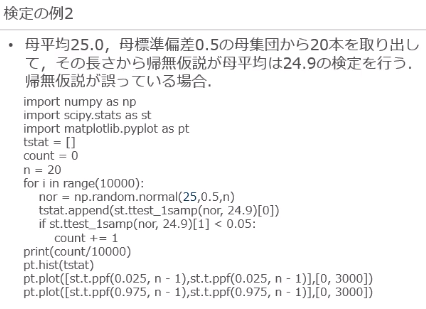 検定の例2
• 母平均25.0，母標準偏差0.5の母集団から20本を取り出し
て，その長さから帰無仮説が母平均は24.9の検定を行う．
帰無仮説が誤っている場合．
import numpy as np
import scipy.stats as st
import matplotlib.pyplot as pt
tstat = []
count = 0
n = 20
for i in range(10000):
nor = np.random.normal(25,0.5,n)
tstat.append(st.ttest_1samp(nor, 24.9)[0])
if st.ttest_1samp(nor, 24.9)[1] < 0.05:
count += 1
print(count/10000)
pt.hist(tstat)
pt.plot([st.t.ppf(0.025, n - 1),st.t.ppf(0.025, n - 1)],[0, 3000])
pt.plot([st.t.ppf(0.975, n - 1),st.t.ppf(0.975, n - 1)],[0, 3000])